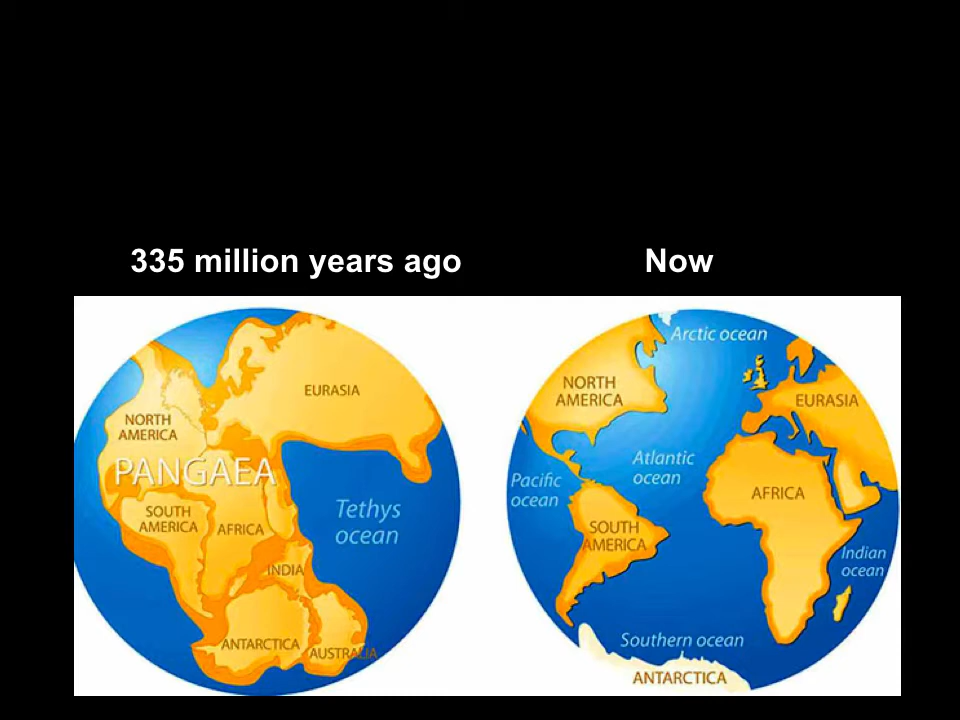 335 million years ago
Now
EURASIA
NORTH
AMERICA
PANGAEA
SOUTH
AMERICA
AFRICA
Tethys
ocean
INDIA
ANTARCTICA
AUSTRALIA
Arctic ocean
NORTH
AMERICA
EURASIA
Atlantic
ocean
Pacific
ocean
AFRICA
SOUTH
AMERICA
Indian
ocean
Southern ocean
ANTARCTICA